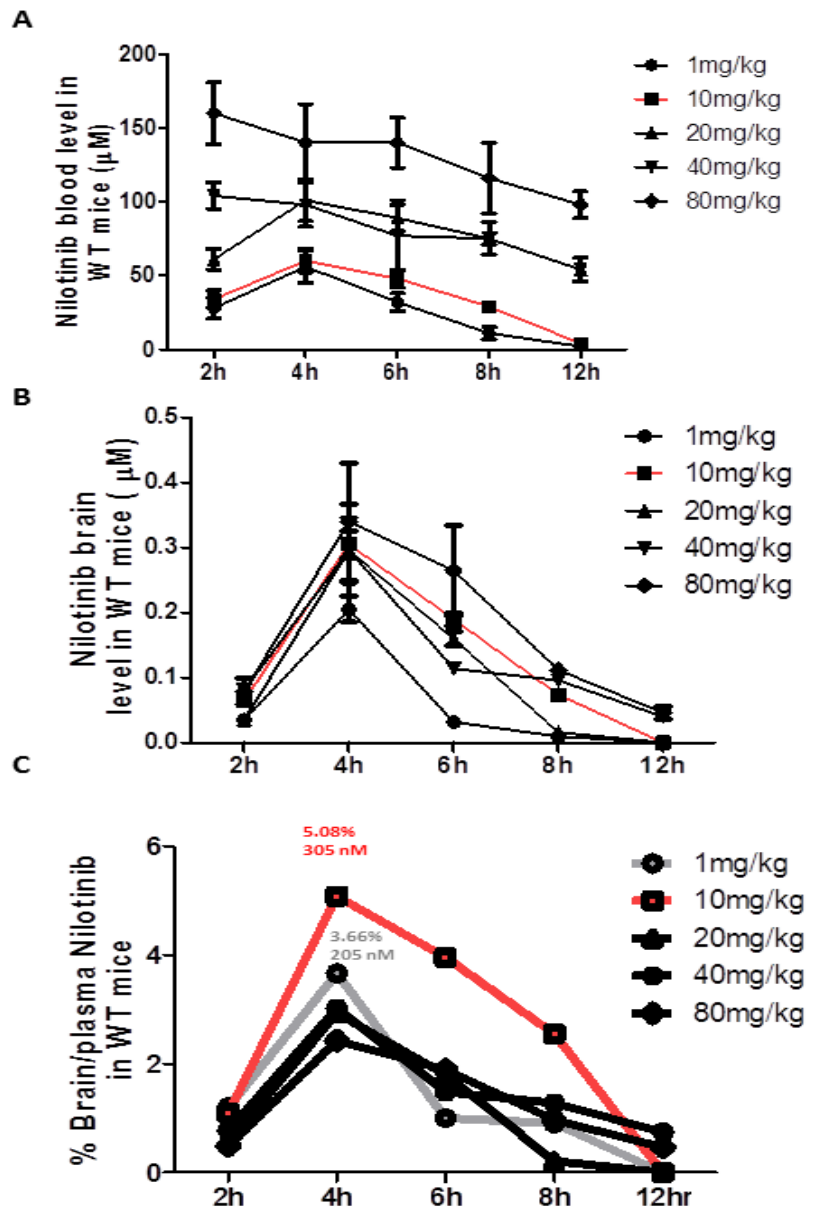 A
Nilotinib blood level in
WT mice (μM)
200
150
100
50
0
2h 4h 6h 8h 12h
1mg/kg
10mg/kg
20mg/kg
40mg/kg
80mg/kg
B
Nilotinib brain
level in WT mice ( μM)
0.5
0.4
0.3
0.2
0.1
0.0
2h 4h 6h 8h 12h
1mg/kg
10mg/kg
20mg/kg
40mg/kg
80mg/kg
C
% Brain/plasma Nilotinib
in WT mice
6
4
2
0
5.08%
305 nM
3.66%
205 nM
2h 4h 6h 8h 12hr
1mg/kg
10mg/kg
20mg/kg
40mg/kg
80mg/kg